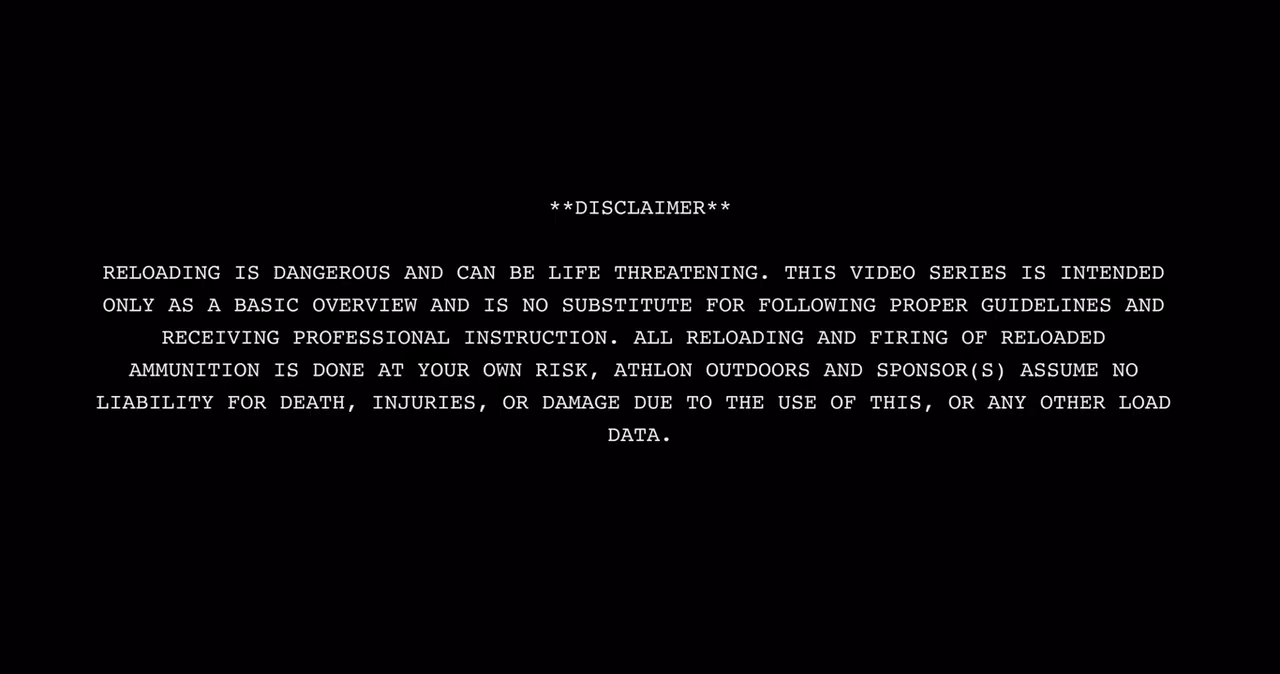 **DISCLAIMER**
RELOADING IS DANGEROUS AND CAN BE LIFE THREATENING. THIS VIDEO SERIES IS INTENDED
ONLY AS A BASIC OVERVIEW AND IS NO SUBSTITUTE FOR FOLLOWING PROPER GUIDELINES AND
RECEIVING PROFESSIONAL INSTRUCTION. ALL RELOADING AND FIRING OF RELOADED
AMMUNITION IS DONE AT YOUR OWN RISK, ATHLON OUTDOORS AND SPONSOR(S) ASSUME NO
LIABILITY FOR DEATH, INJURIES, OR DAMAGE DUE TO THE USE OF THIS, OR ANY OTHER LOAD
DATA.